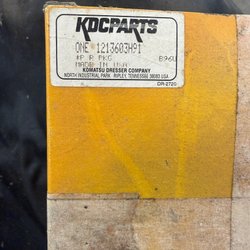 KDCPARTS
ONE 1213603H91
*P R PKG B96U
MADE IN USA
KOMATSU DRESSER COMPANY
NORTH INDUSTRIAL PARK · RIPLEY, TENNESSEE 38063, USA
DR-2720